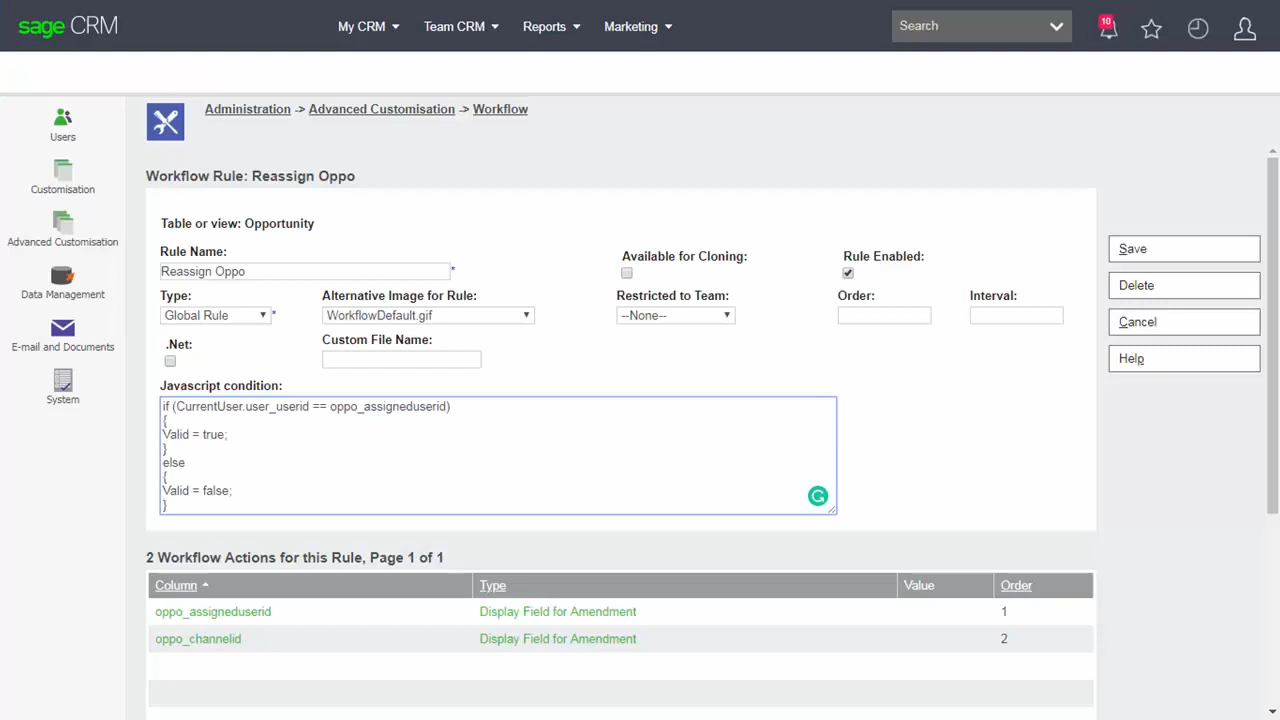 sage CRM
My CRM
Team CRM
Reports
Marketing
Search
10
Users
Customisation
Advanced Customisation
Data Management
E-mail and Documents
System
Administration -> Advanced Customisation -> Workflow
Workflow Rule: Reassign Oppo
Table or view: Opportunity
Rule Name:
Available for Cloning:
Rule Enabled:
Reassign Oppo *
Type:
Alternative Image for Rule:
Restricted to Team:
Order:
Interval:
Global Rule *
WorkflowDefault.gif
--None--
.Net:
Custom File Name:
Javascript condition:
if (CurrentUser.user_userid == oppo_assigneduserid)
{
Valid = true;
}
else
{
Valid = false;
}
Save
Delete
Cancel
Help
2 Workflow Actions for this Rule, Page 1 of 1
Column Type Value Order
oppo_assigneduserid Display Field for Amendment 1
oppo_channelid Display Field for Amendment 2